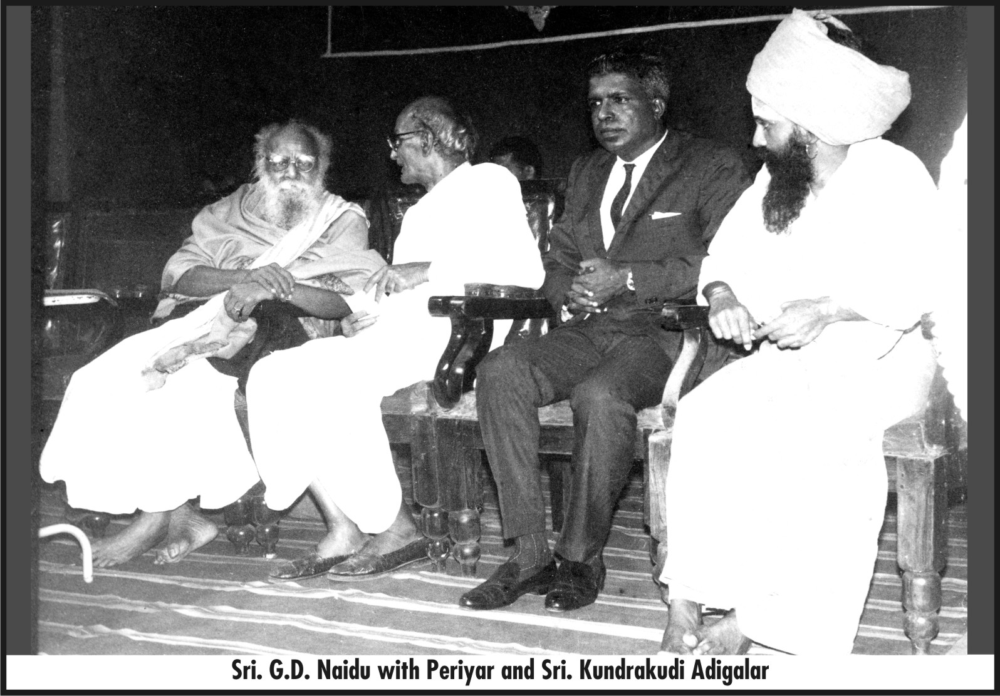 Sri. G.D. Naidu with Periyar and Sri. Kundrakudi Adigalar